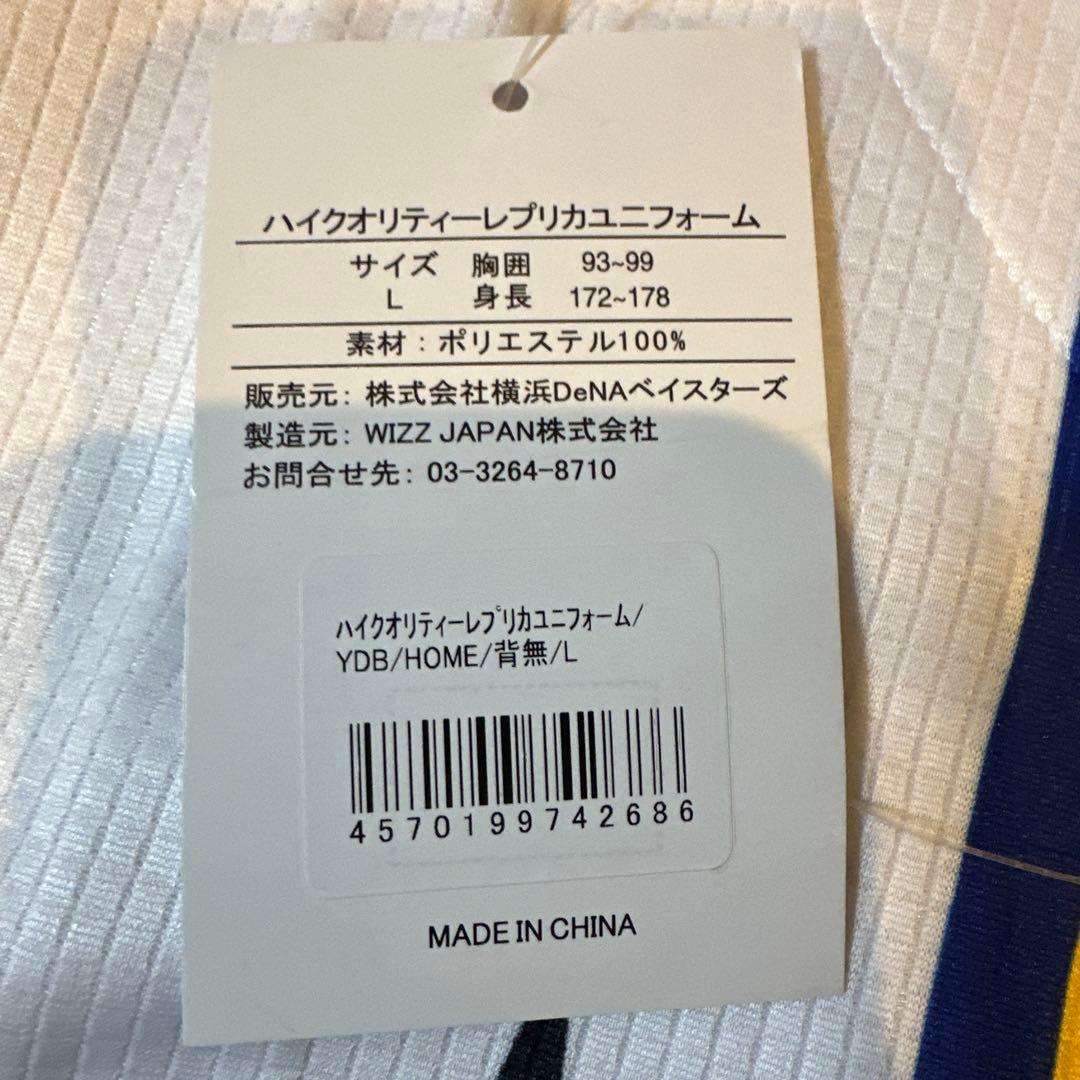 ハイクオリティーレプリカユニフォーム
サイズ 胸囲 93~99
L 身長 172~178
素材：ポリエステル100%
販売元: 株式会社横浜DeNAベイスターズ
製造元: WIZZ JAPAN株式会社
お問合せ先: 03-3264-8710
ﾊｲｸｵﾘﾃｨｰﾚﾌﾟﾘｶﾕﾆﾌｫｰﾑ/
YDB/HOME/背無/L
4570199742686
MADE IN CHINA